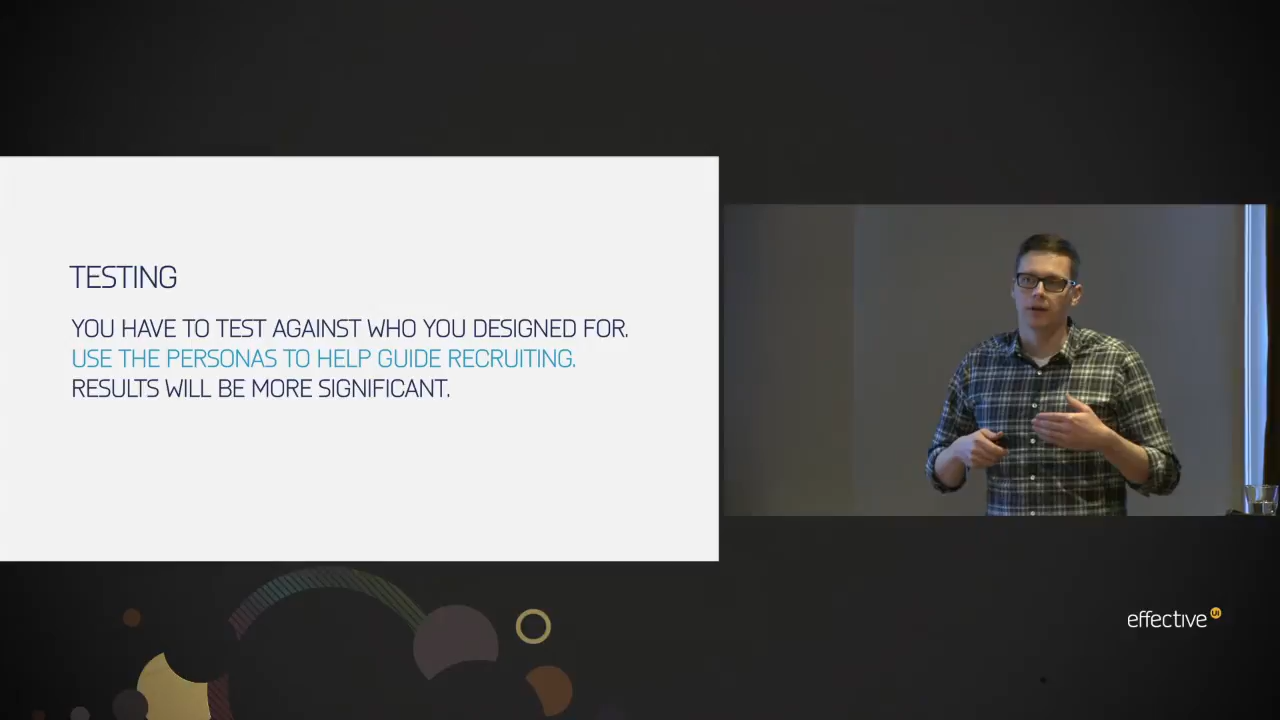 TESTING
YOU HAVE TO TEST AGAINST WHO YOU DESIGNED FOR.
USE THE PERSONAS TO HELP GUIDE RECRUITING.
RESULTS WILL BE MORE SIGNIFICANT.
effective UI